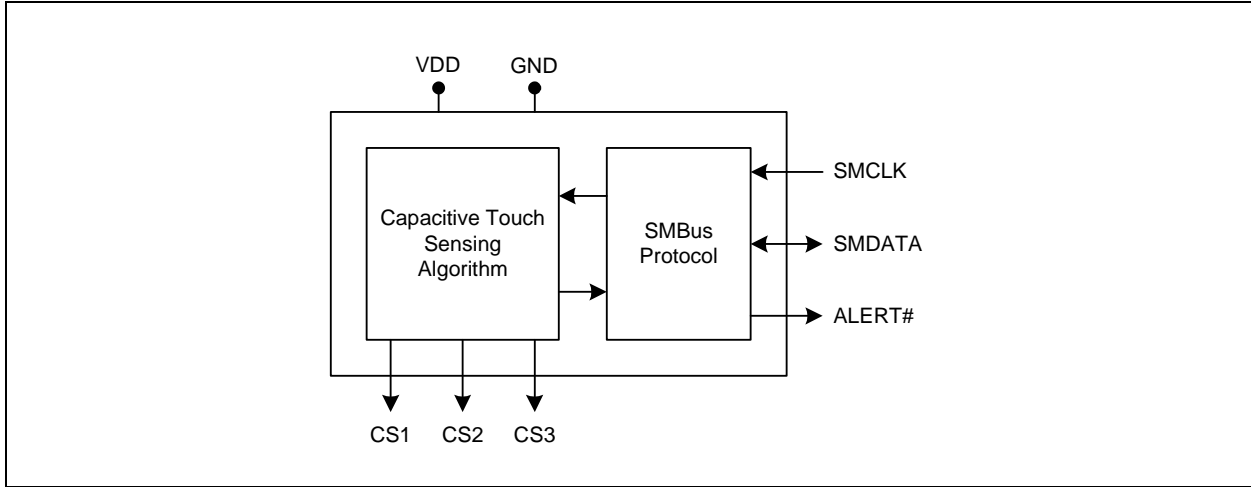 VDD
GND
Capacitive Touch
Sensing
Algorithm
SMBus
Protocol
SMCLK
SMDATA
ALERT#
CS1
CS2
CS3